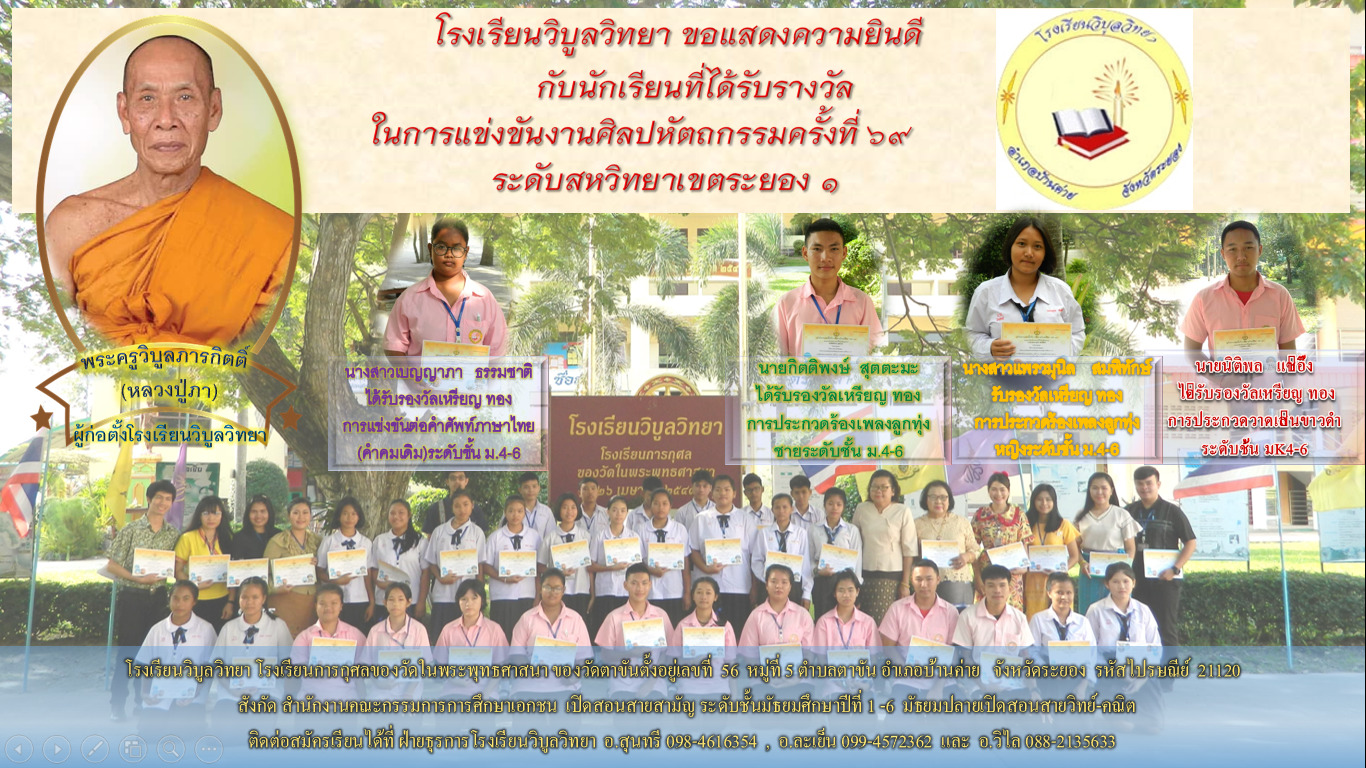 โรงเรียนวิบูลวิทยา ขอแสดงความยินดี
กับนักเรียนที่ได้รับรางวัล
ในการแข่งขันงานศิลปหัตถกรรมครั้งที่ ๖๙
ระดับสหวิทยาเขตระยอง ๑
โรงเรียนวิบูลวิทยา
อำเภอบ้านค่าย จังหวัดระยอง
พระครูวิบูลภารกิตติ์
(หลวงปู่ภา)
ผู้ก่อตั้งโรงเรียนวิบูลวิทยา
นางสาวเบญญาภา ธรรมชาติ
ได้รับรองวัลเหรียญ ทอง
การแข่งขันต่อคำศัพท์ภาษาไทย
(คำคมเดิม)ระดับชั้น ม.4-6
นายกิตติพงษ์ สุตตะมะ
ได้รับรองวัลเหรียญ ทอง
การประกวดร้องเพลงลูกทุ่ง
ชายระดับชั้น ม.4-6
นางสาวแพรวมุนิล สมพิทักษ์
รับรองวัลเหรียญ ทอง
การประกวดร้องเพลงลูกทุ่ง
หญิงระดับชั้น ม.4-6
นายนิติพล
รับรองวัลเหรียญ ทอง
การประกวดวาดเส้นขาวดำ
ระดับชั้น
โรงเรียนวิบูลวิทยา
โรงเรียนการกุศล
ของวัดในพระพุทธศาสนา
โรงเรียนวิบูลวิทยา โรงเรียนการกุศลของวัดในพระพุทธศาสนา ของวัดตาขันตั้งอยู่เลขที่ 56 หมู่ที่ 5 ตำบลตาขัน อำเภอบ้านค่าย จังหวัดระยอง รหัสไปรษณีย์ 21120
สังกัด สำนักงานคณะกรรมการการศึกษาเอกชน เปิดสอนสายสามัญ ระดับชั้นมัธยมศึกษาปีที่ 1 -6 มัธยมปลายเปิดสอนสายวิทย์-คณิต
ติดต่อสมัครเรียนได้ที่ ฝ่ายธุรการโรงเรียนวิบูลวิทยา อ.สุนทรี 098-4616354 , อ.ละเย็น 099-4572362 และ อ.วิไล 088-2135633